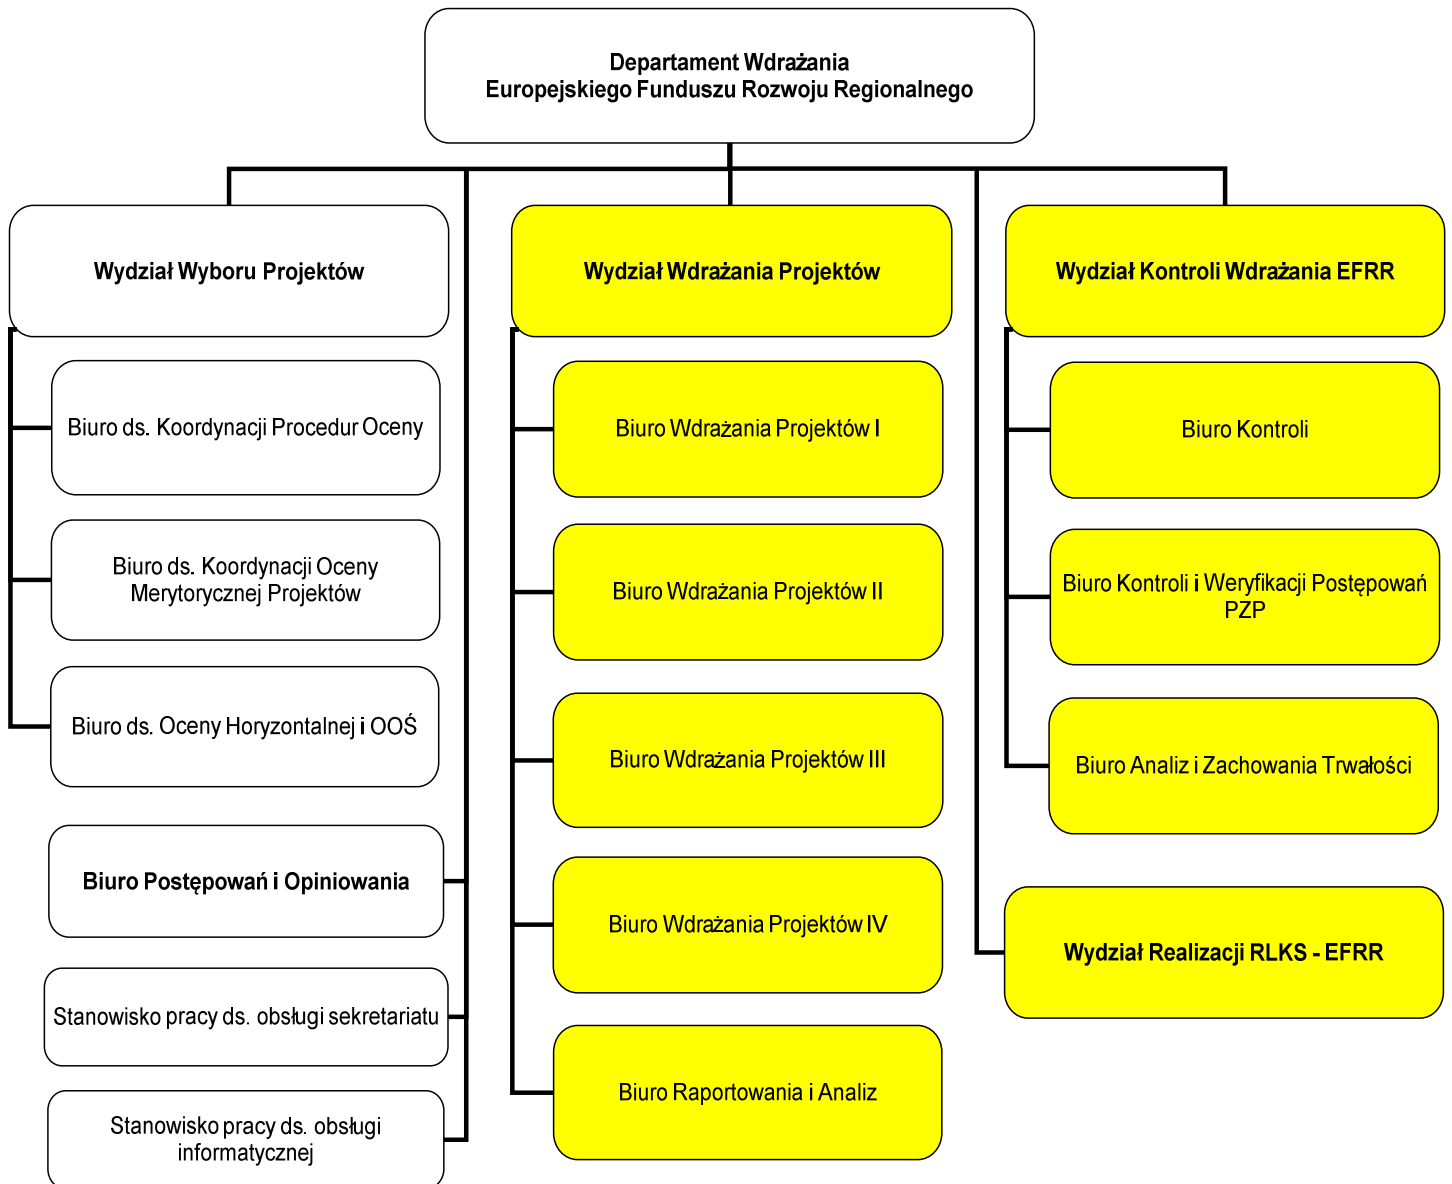 Departament Wdrażania
Europejskiego Funduszu Rozwoju Regionalnego
Wydział Wyboru Projektów
Biuro ds. Koordynacji Procedur Oceny
Biuro ds. Koordynacji Oceny
Merytorycznej Projektów
Biuro ds. Oceny Horyzontalnej i OOŚ
Biuro Postępowań i Opiniowania
Stanowisko pracy ds. obsługi sekretariatu
Stanowisko pracy ds. obsługi
informatycznej
Wydział Wdrażania Projektów
Biuro Wdrażania Projektów I
Biuro Wdrażania Projektów II
Biuro Wdrażania Projektów III
Biuro Wdrażania Projektów IV
Biuro Raportowania i Analiz
Wydział Kontroli Wdrażania EFRR
Biuro Kontroli
Biuro Kontroli i Weryfikacji Postępowań
PZP
Biuro Analiz i Zachowania Trwałości
Wydział Realizacji RLKS - EFRR